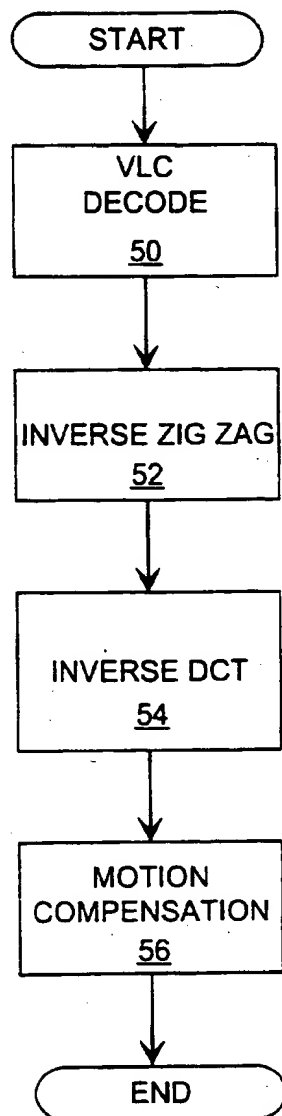 START
VLC
DECODE
50
INVERSE ZIG ZAG
52
INVERSE DCT
54
MOTION
COMPENSATION
56
END